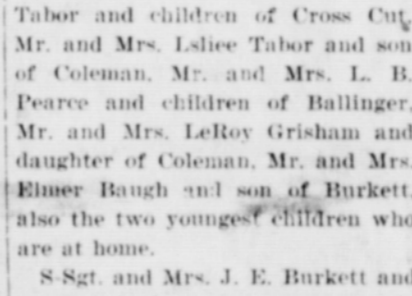 Tabor and children of Cross Cut,
Mr. and Mrs. Lsliee Tabor and son
of Coleman, Mr. and Mrs. L. B.
Pearce and children of Ballinger,
Mr. and Mrs. LeRoy Grisham and
daughter of Coleman, Mr. and Mrs.
Elmer Baugh and son of Burkett,
also the two youngest children who
are at home.
S-Sgt. and Mrs. J. E. Burkett and